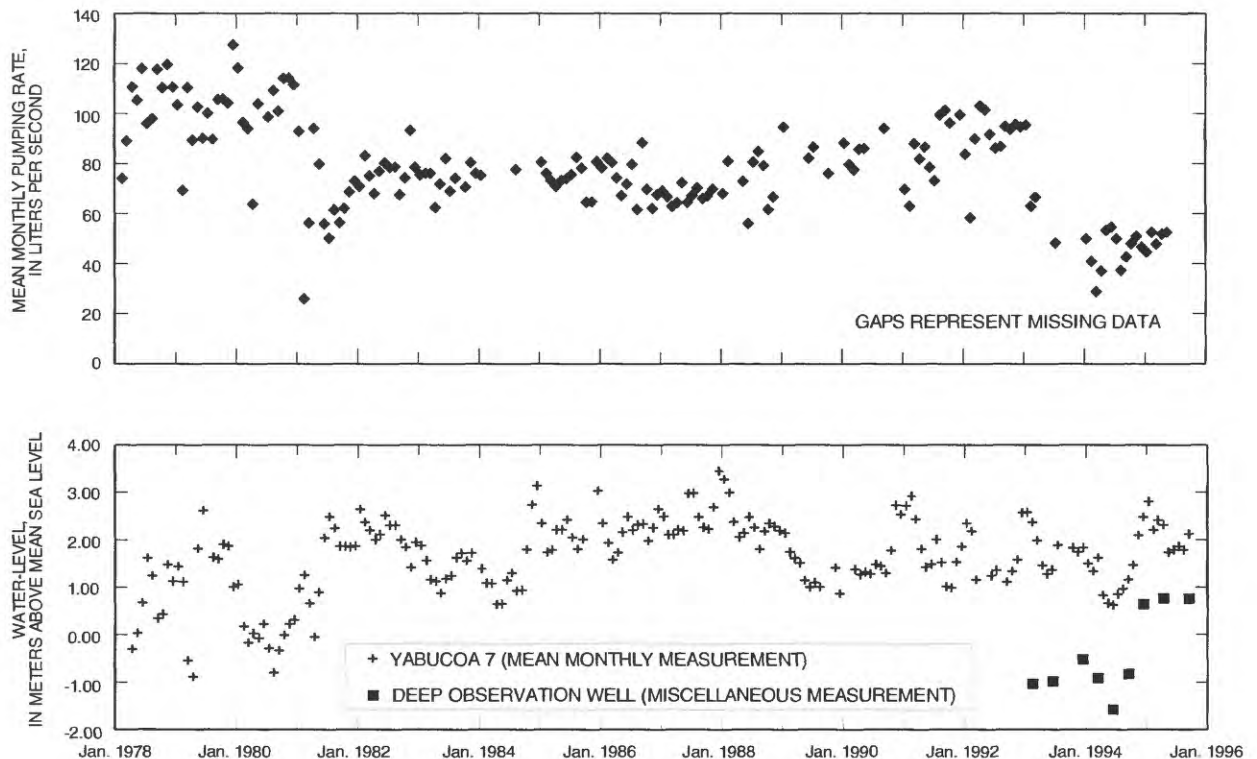 MEAN MONTHLY PUMPING RATE,
IN LITERS PER SECOND
140
120
100
80
60
40
20
0
GAPS REPRESENT MISSING DATA
WATER-LEVEL,
IN METERS ABOVE MEAN SEA LEVEL
4.00
3.00
2.00
1.00
0.00
-1.00
-2.00
YABUCOA 7 (MEAN MONTHLY MEASUREMENT)
DEEP OBSERVATION WELL (MISCELLANEOUS MEASUREMENT)
Jan. 1978 Jan. 1980 Jan. 1982 Jan. 1984 Jan. 1986 Jan. 1988 Jan. 1990 Jan. 1992 Jan. 1994 Jan. 1996